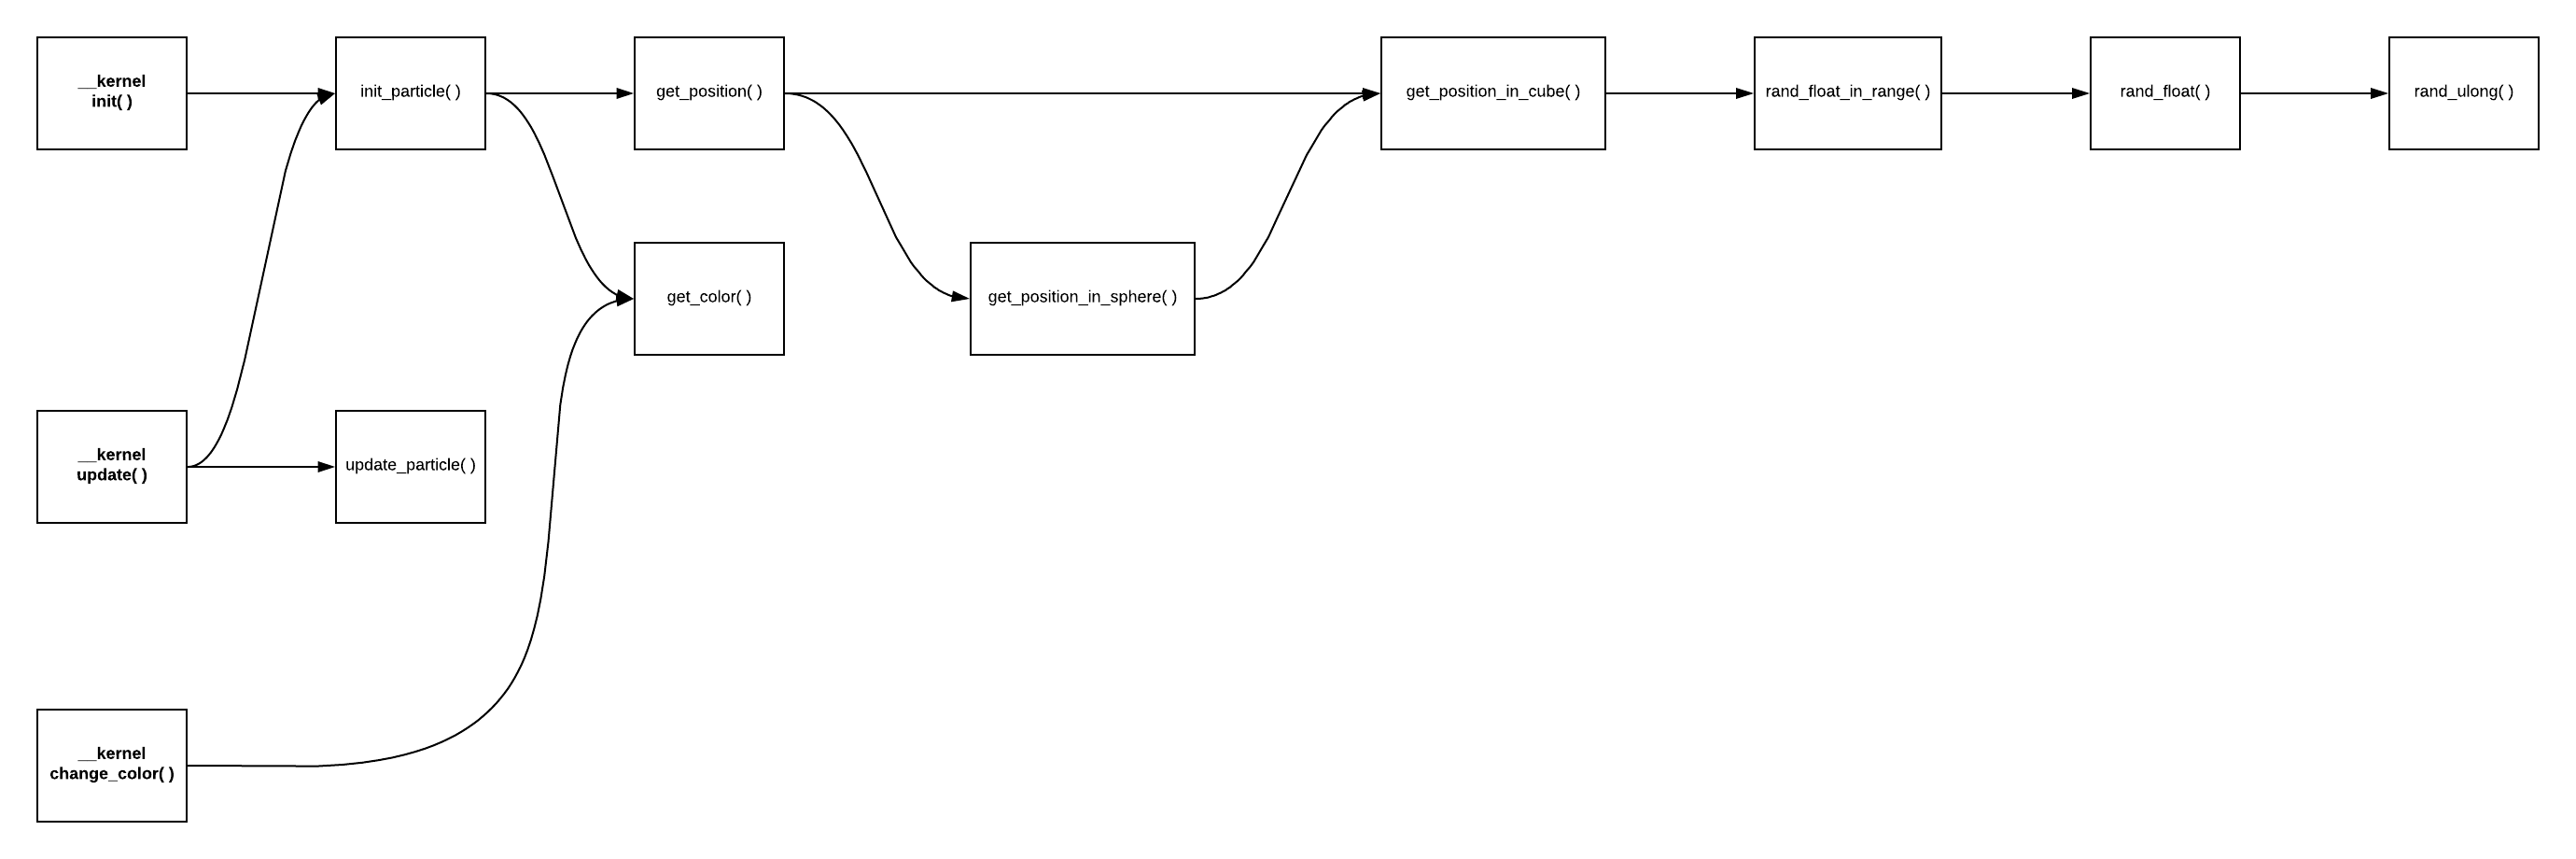 __kernel
init( )
init_particle( )
get_position( )
get_position_in_cube( )
rand_float_in_range( )
rand_float( )
rand_ulong( )
get_color( )
get_position_in_sphere( )
__kernel
update( )
update_particle( )
__kernel
change_color( )